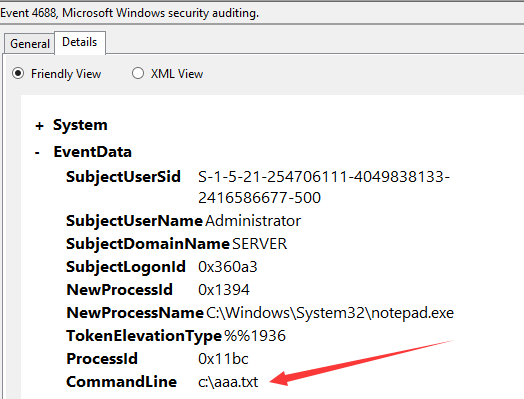 Event 4688, Microsoft Windows security auditing.
General Details
Friendly View XML View
+ System
- EventData
SubjectUserSid S-1-5-21-254706111-4049838133-
2416586677-500
SubjectUserName Administrator
SubjectDomainName SERVER
SubjectLogonId 0x360a3
NewProcessId 0x1394
NewProcessName C:\Windows\System32\notepad.exe
TokenElevationType %%1936
ProcessId 0x11bc
CommandLine c:\aaa.txt